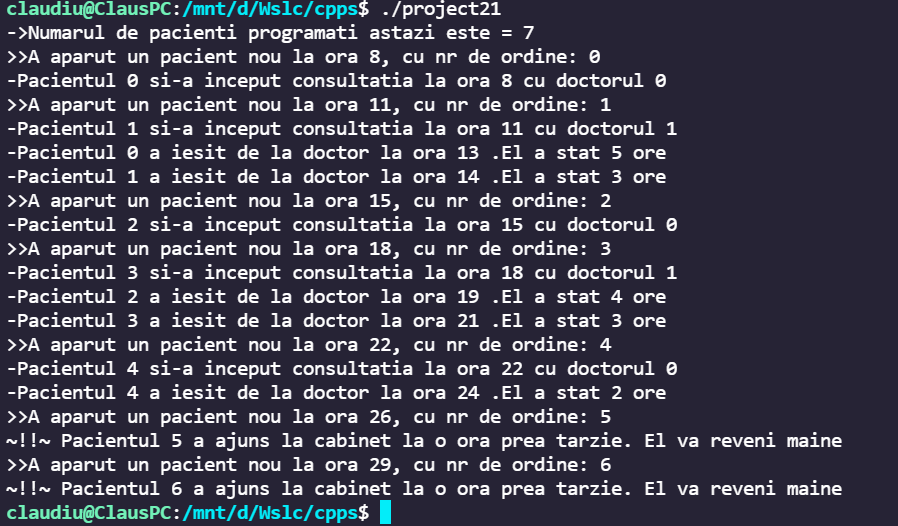 claudiu@ClausPC:/mnt/d/Wslc/cpps$ ./project21
->Numarul de pacienti programati astazi este = 7
>>A aparut un pacient nou la ora 8, cu nr de ordine: 0
-Pacientul 0 si-a inceput consultatia la ora 8 cu doctorul 0
>>A aparut un pacient nou la ora 11, cu nr de ordine: 1
-Pacientul 1 si-a inceput consultatia la ora 11 cu doctorul 1
-Pacientul 0 a iesit de la doctor la ora 13 .El a stat 5 ore
-Pacientul 1 a iesit de la doctor la ora 14 .El a stat 3 ore
>>A aparut un pacient nou la ora 15, cu nr de ordine: 2
-Pacientul 2 si-a inceput consultatia la ora 15 cu doctorul 0
>>A aparut un pacient nou la ora 18, cu nr de ordine: 3
-Pacientul 3 si-a inceput consultatia la ora 18 cu doctorul 1
-Pacientul 2 a iesit de la doctor la ora 19 .El a stat 4 ore
-Pacientul 3 a iesit de la doctor la ora 21 .El a stat 3 ore
>>A aparut un pacient nou la ora 22, cu nr de ordine: 4
-Pacientul 4 si-a inceput consultatia la ora 22 cu doctorul 0
-Pacientul 4 a iesit de la doctor la ora 24 .El a stat 2 ore
>>A aparut un pacient nou la ora 26, cu nr de ordine: 5
~!!~ Pacientul 5 a ajuns la cabinet la o ora prea tarzie. El va reveni maine
>>A aparut un pacient nou la ora 29, cu nr de ordine: 6
~!!~ Pacientul 6 a ajuns la cabinet la o ora prea tarzie. El va reveni maine
claudiu@ClausPC:/mnt/d/Wslc/cpps$